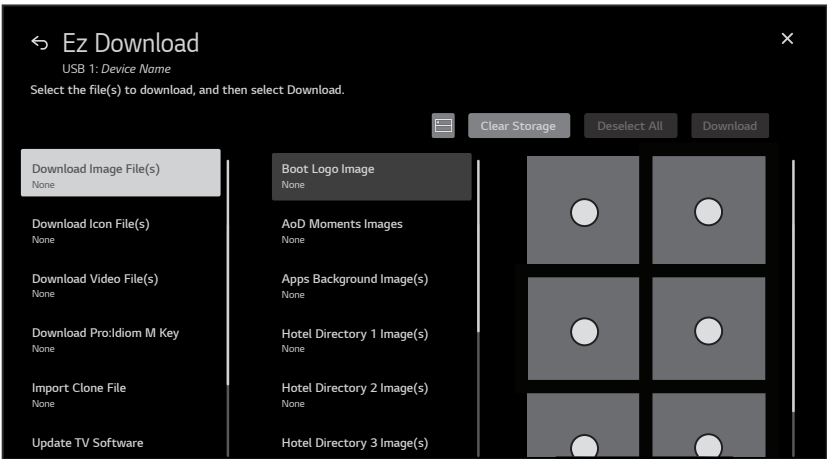 Ez Download
USB 1: Device Name
Select the file(s) to download, and then select Download.
Clear Storage
Deselect All
Download
Download Image File(s)
None
Download Icon File(s)
None
Download Video File(s)
None
Download Pro:Idiom M Key
None
Import Clone File
None
Update TV Software
Boot Logo Image
None
AoD Moments Images
None
Apps Background Image(s)
None
Hotel Directory 1 Image(s)
None
Hotel Directory 2 Image(s)
None
Hotel Directory 3 Image(s)